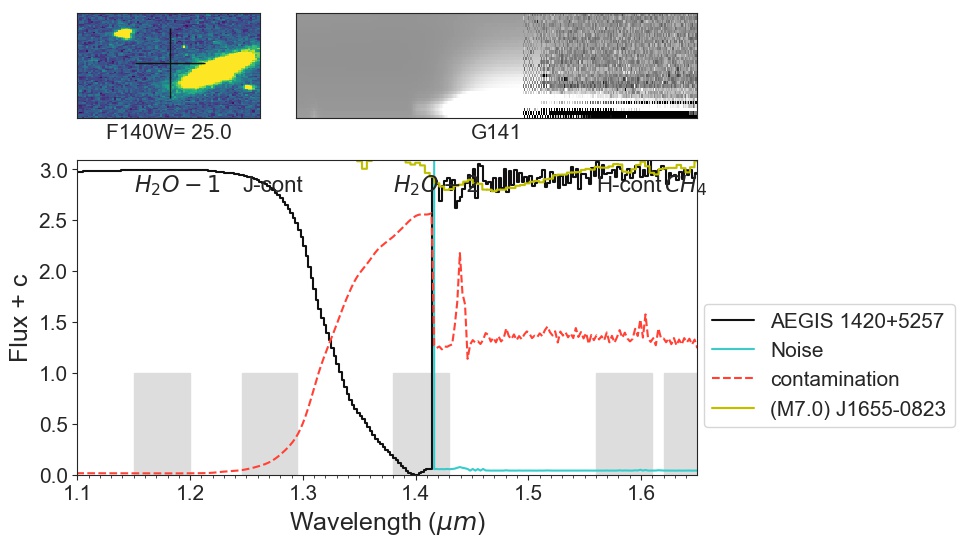 F140W= 25.0
G141
H₂O − 1
J-cont
H₂O − 2
H-cont
CH₄
3.0
2.5
2.0
1.5
1.0
0.5
0.0
Flux + c
1.1
1.2
1.3
1.4
1.5
1.6
Wavelength (μm)
AEGIS 1420+5257
Noise
contamination
(M7.0) J1655-0823